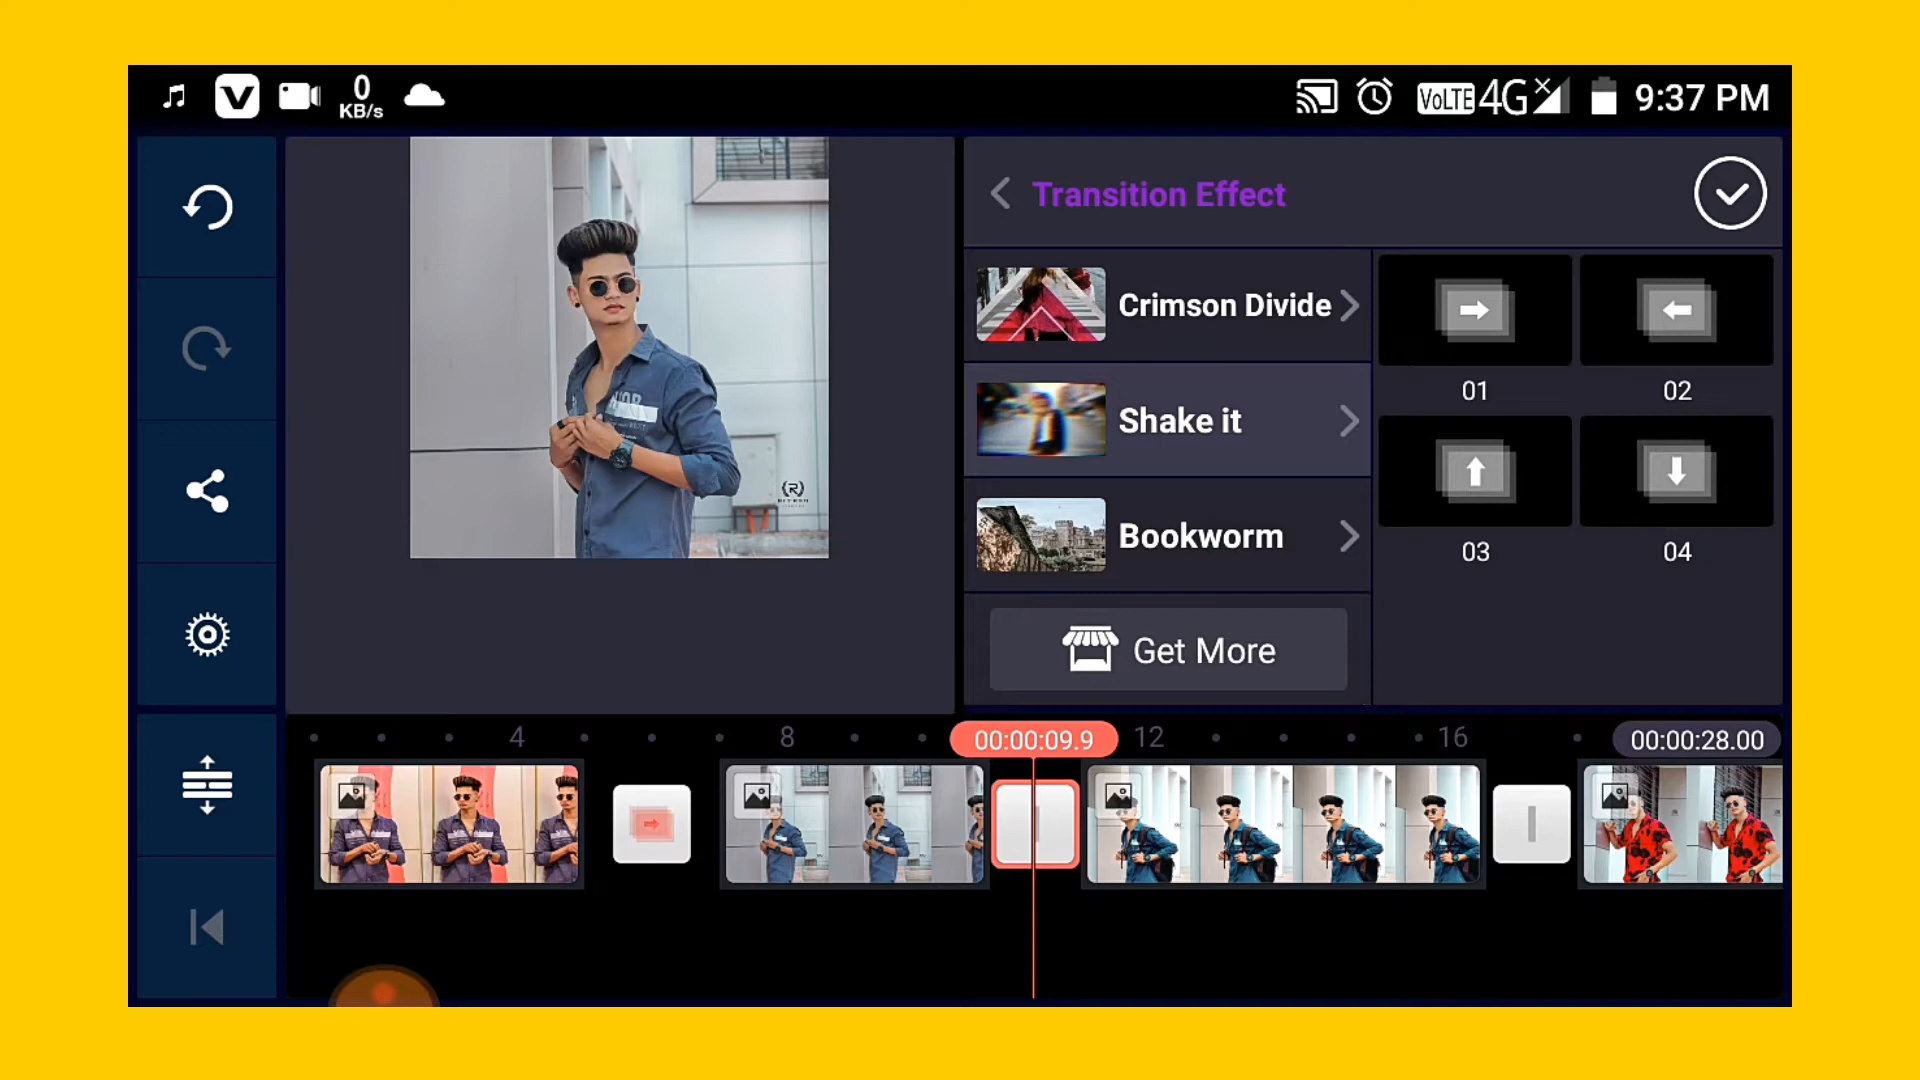 0
KB/s
VoLTE 4G X 9:37 PM
Transition Effect
Crimson Divide
Shake it
Bookworm
Get More
01
02
03
04
4
8
00:00:09.9
12
16
00:00:28.00